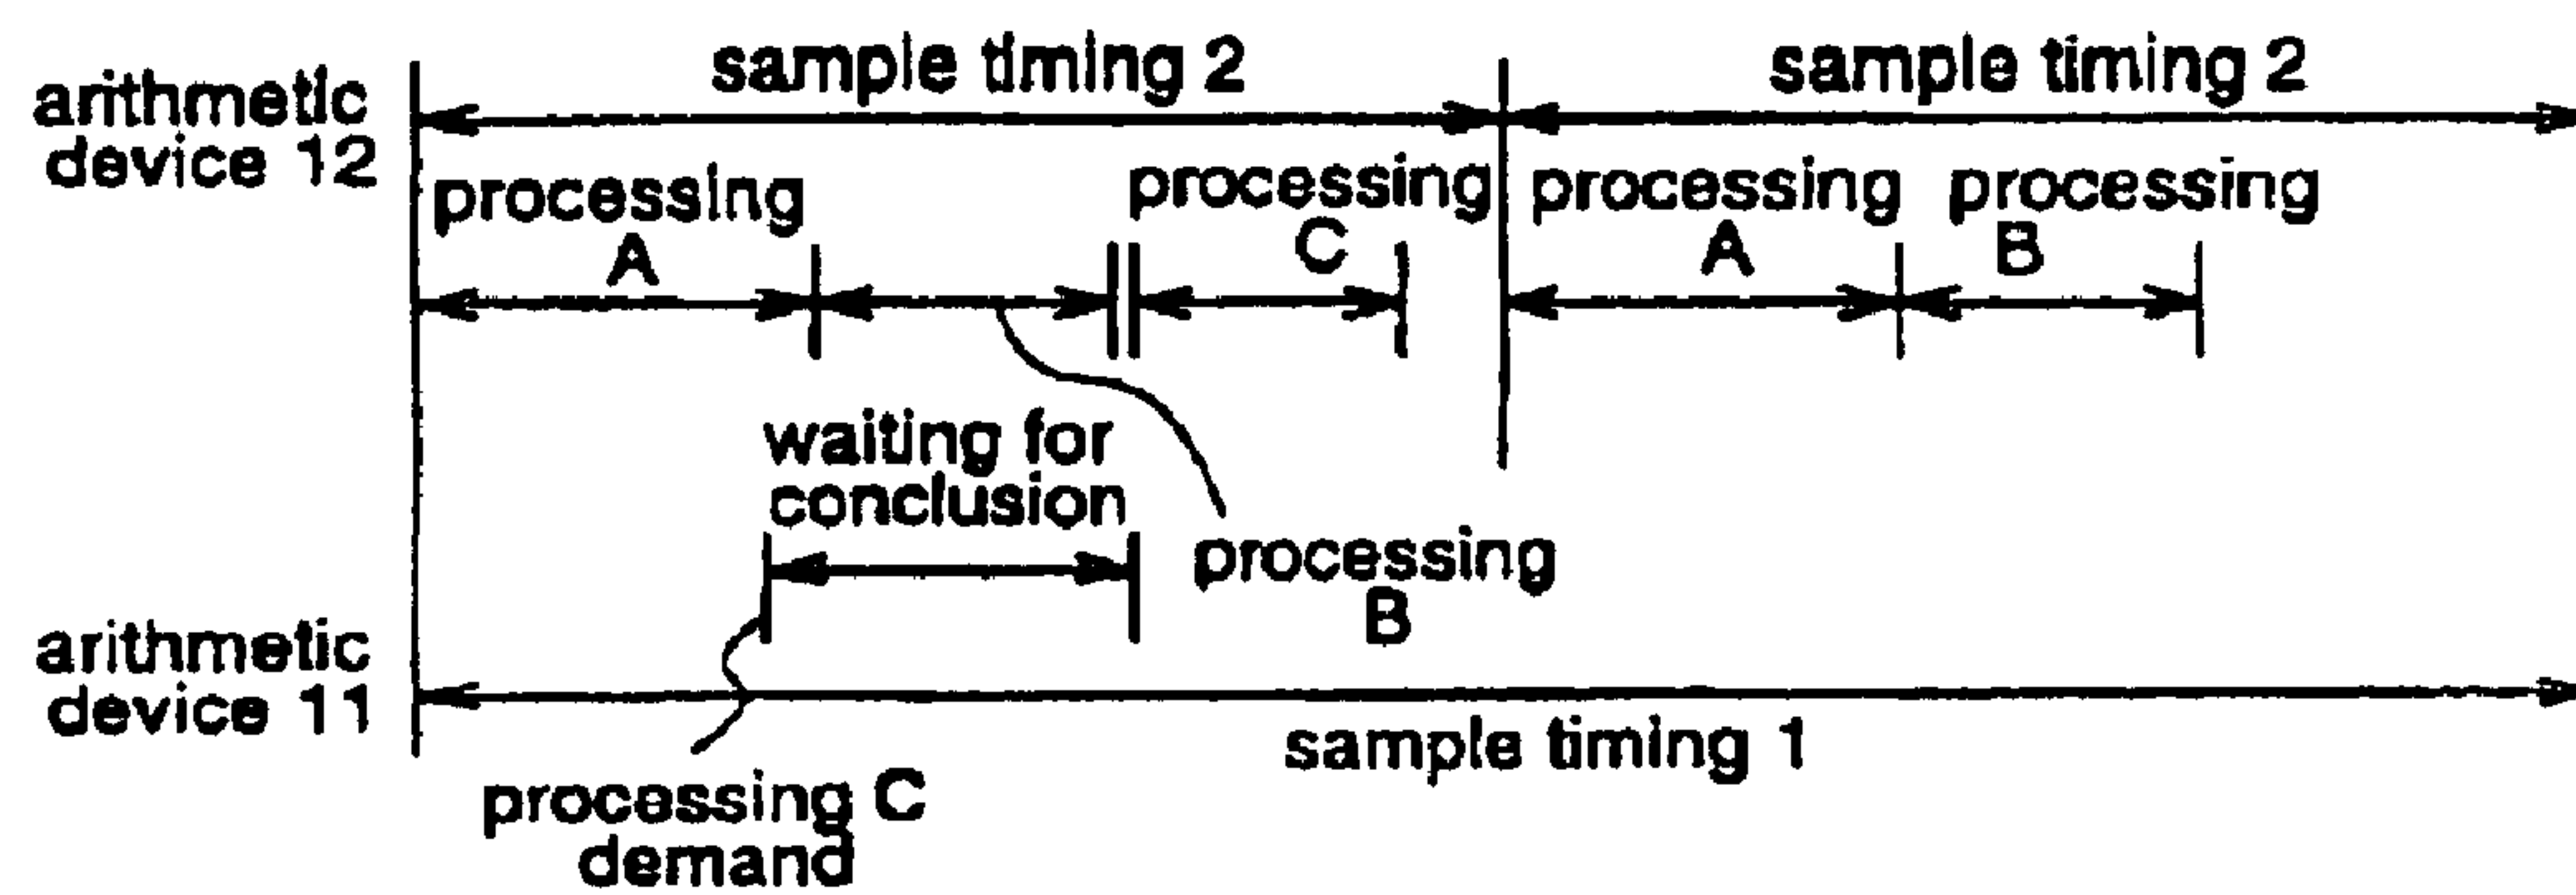 sample timing 2
sample timing 2
arithmetic
device 12
processing
A
processing
C
processing
A
processing
B
waiting for
conclusion
processing
B
arithmetic
device 11
sample timing 1
processing C
demand